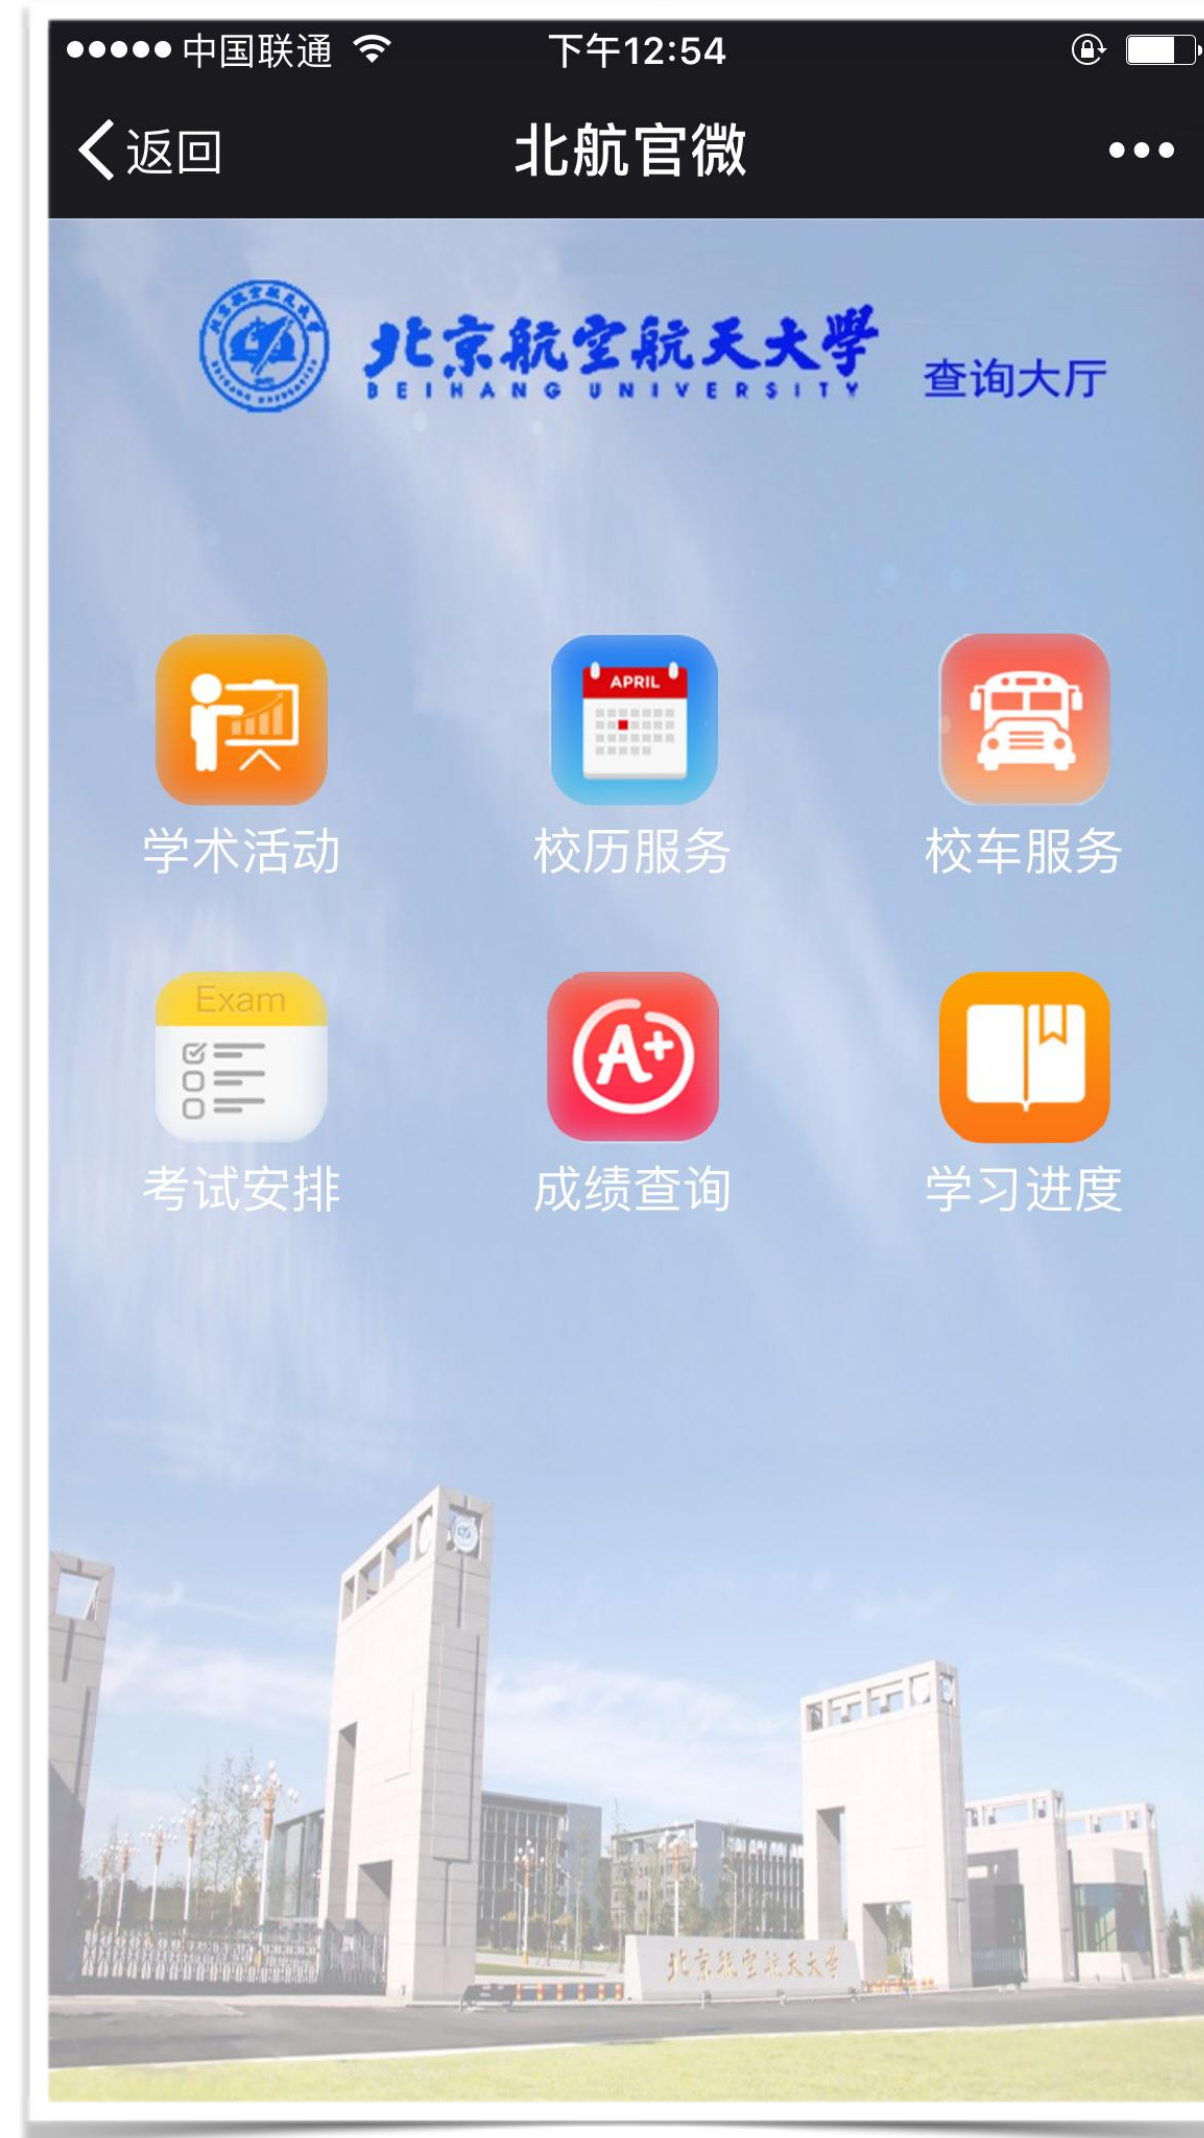 中国联通 下午12:54
返回 北航官微
北京航空航天大學
BEIHANG UNIVERSITY
查询大厅
APRIL
学术活动 校历服务 校车服务
Exam
A+
考试安排 成绩查询 学习进度
北京航空航天大学